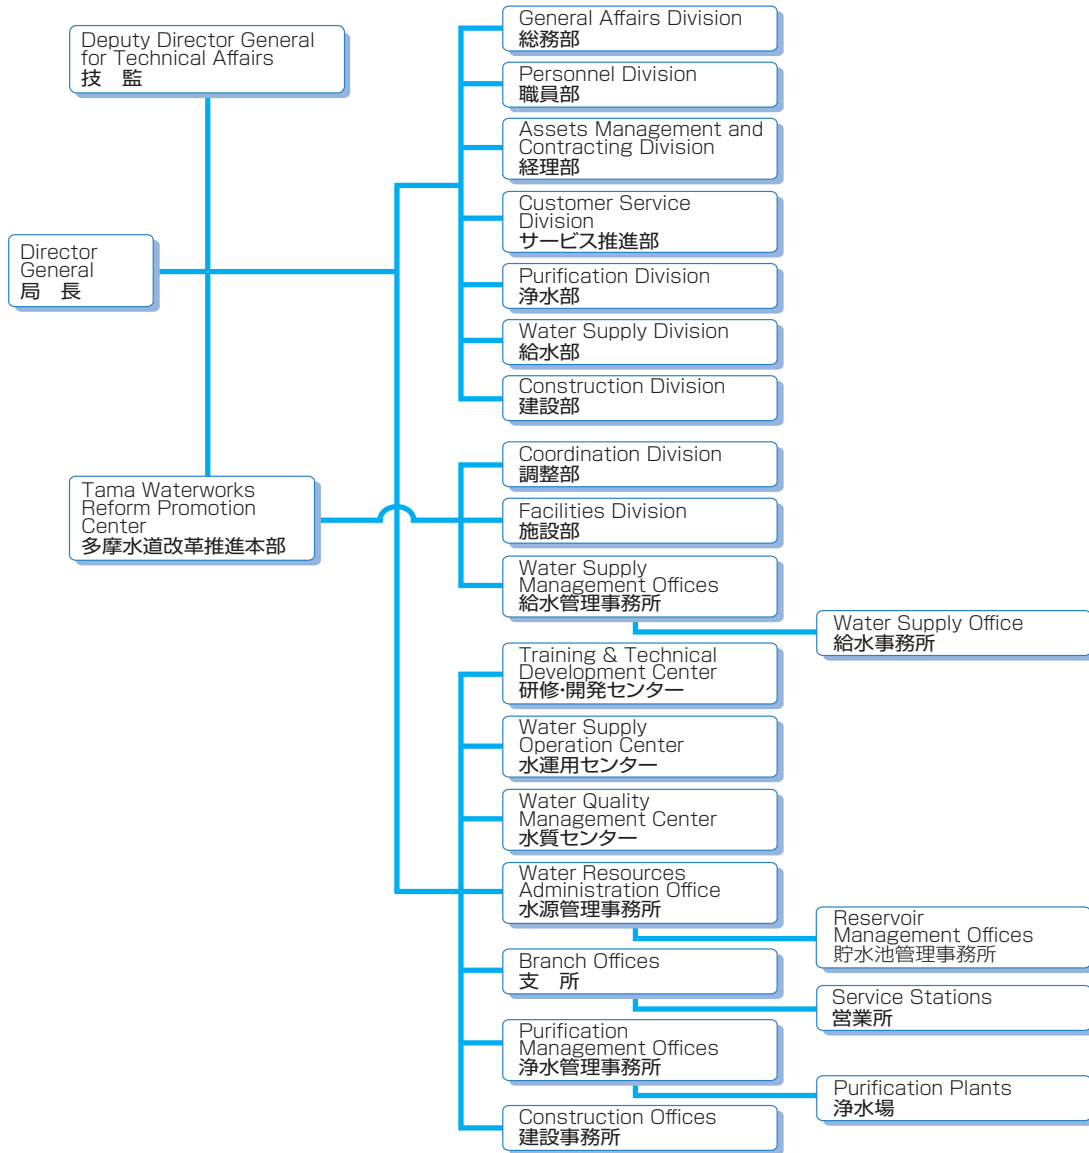 Deputy Director General
for Technical Affairs
技　監
Director
General
局　長
Tama Waterworks
Reform Promotion
Center
多摩水道改革推進本部
General Affairs Division
総務部
Personnel Division
職員部
Assets Management and
Contracting Division
経理部
Customer Service
Division
サービス推進部
Purification Division
浄水部
Water Supply Division
給水部
Construction Division
建設部
Coordination Division
調整部
Facilities Division
施設部
Water Supply
Management Offices
給水管理事務所
Water Supply Office
給水事務所
Training & Technical
Development Center
研修・開発センター
Water Supply
Operation Center
水運用センター
Water Quality
Management Center
水質センター
Water Resources
Administration Office
水源管理事務所
Reservoir
Management Offices
貯水池管理事務所
Branch Offices
支　所
Service Stations
営業所
Purification
Management Offices
浄水管理事務所
Purification Plants
浄水場
Construction Offices
建設事務所